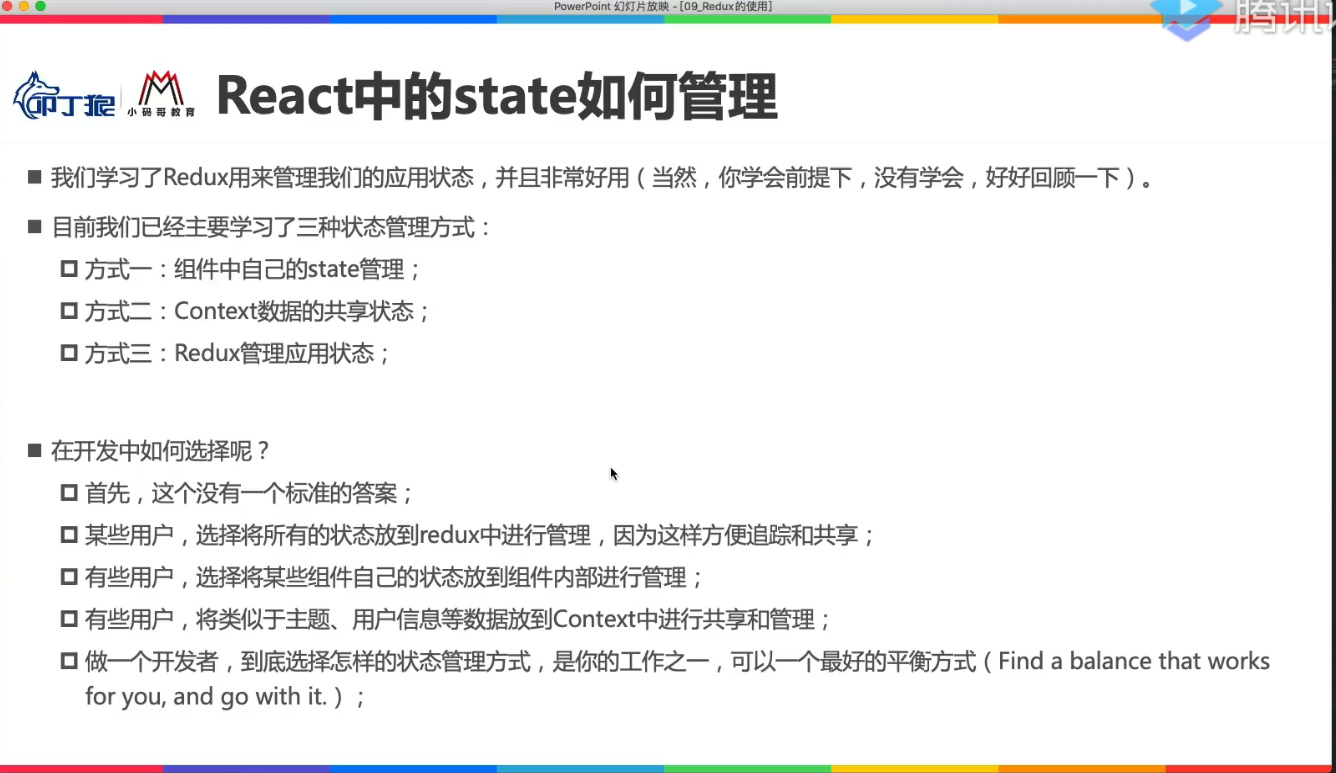 PowerPoint 幻灯片放映 - [09_Redux的使用]
腾讯课
叩丁狼
小码哥教育
React中的state如何管理
我们学习了Redux用来管理我们的应用状态，并且非常好用（当然，你学会前提下，没有学会，好好回顾一下）。
目前我们已经主要学习了三种状态管理方式：
方式一：组件中自己的state管理；
方式二：Context数据的共享状态；
方式三：Redux管理应用状态；
在开发中如何选择呢？
首先，这个没有一个标准的答案；
某些用户，选择将所有的状态放到redux中进行管理，因为这样方便追踪和共享；
有些用户，选择将某些组件自己的状态放到组件内部进行管理；
有些用户，将类似于主题、用户信息等数据放到Context中进行共享和管理；
做一个开发者，到底选择怎样的状态管理方式，是你的工作之一，可以一个最好的平衡方式（Find a balance that works
for you, and go with it.）；